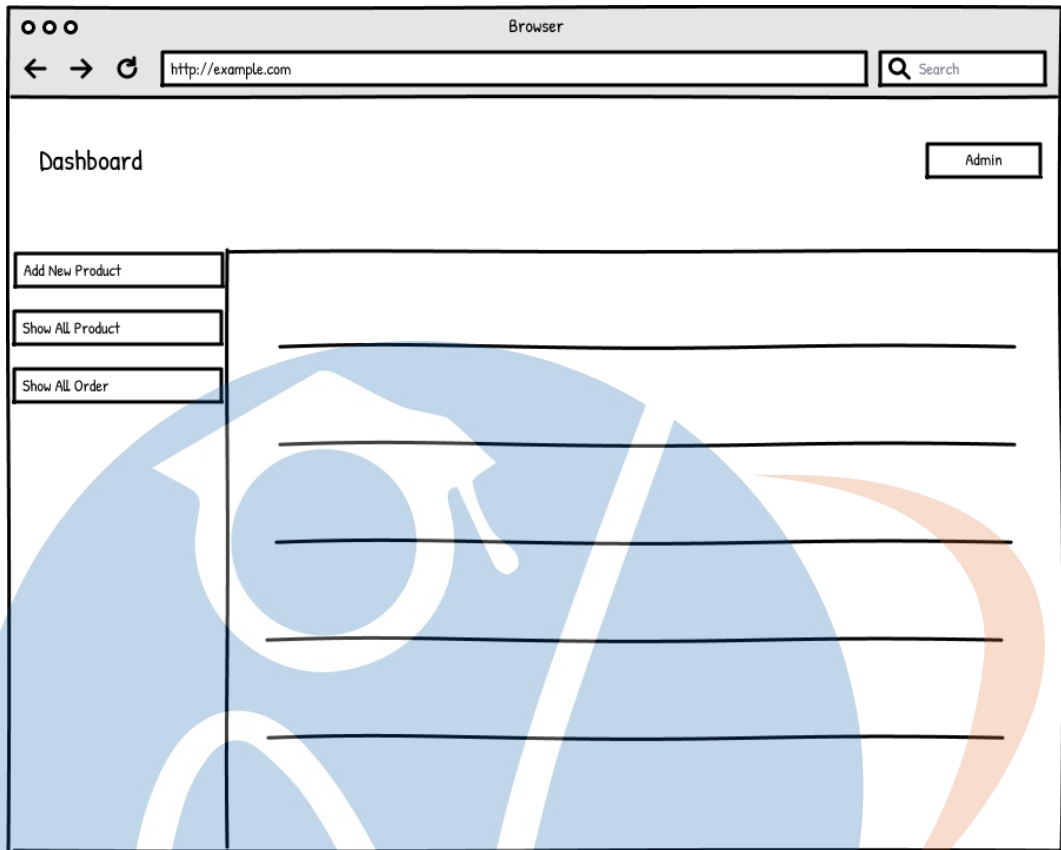 Browser
http://example.com
Search
Dashboard
Admin
Add New Product
Show All Product
Show All Order